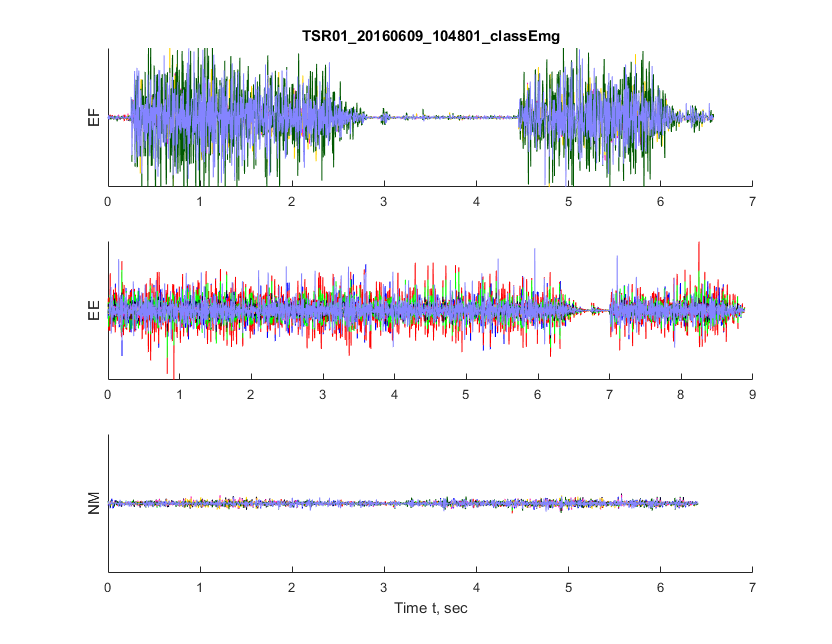 TSR01_20160609_104801_classEmg
EF
0 1 2 3 4 5 6 7
EE
0 1 2 3 4 5 6 7 8 9
NM
0 1 2 3 4 5 6 7
Time t, sec